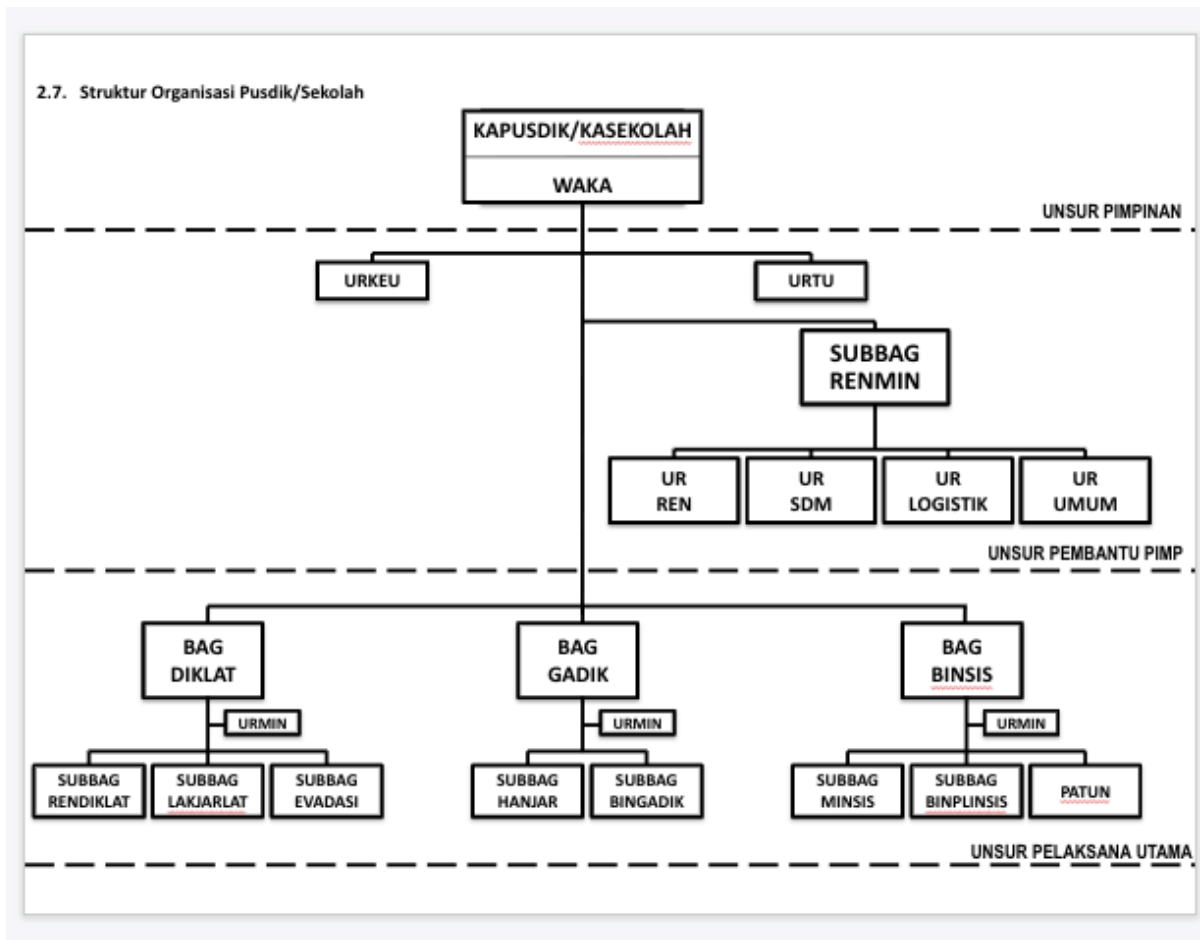 2.7. Struktur Organisasi Pusdik/Sekolah
KAPUSDIK/KASEKOLAH
WAKA
UNSUR PIMPINAN
URKEU
URTU
SUBBAG
RENMIN
UR
REN
UR
SDM
UR
LOGISTIK
UR
UMUM
UNSUR PEMBANTU PIMP
BAG
DIKLAT
BAG
GADIK
BAG
BINSIS
URMIN
URMIN
URMIN
SUBBAG
RENDIKLAT
SUBBAG
LAKJARLAT
SUBBAG
EVADASI
SUBBAG
HANJAR
SUBBAG
BINGADIK
SUBBAG
MINSIS
SUBBAG
BINPLINSIS
PATUN
UNSUR PELAKSANA UTAMA